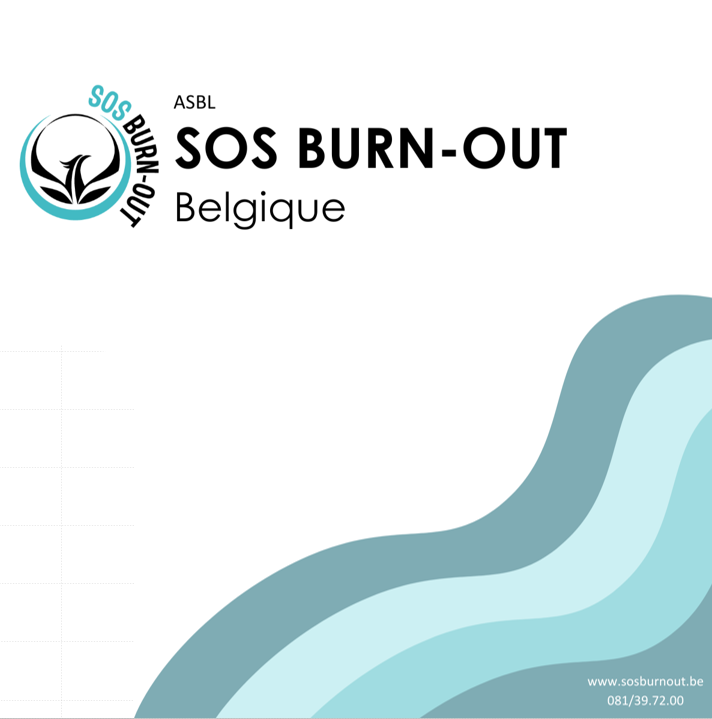 SOS BURN-OUT
ASBL
SOS BURN-OUT
Belgique
www.sosburnout.be
081/39.72.00